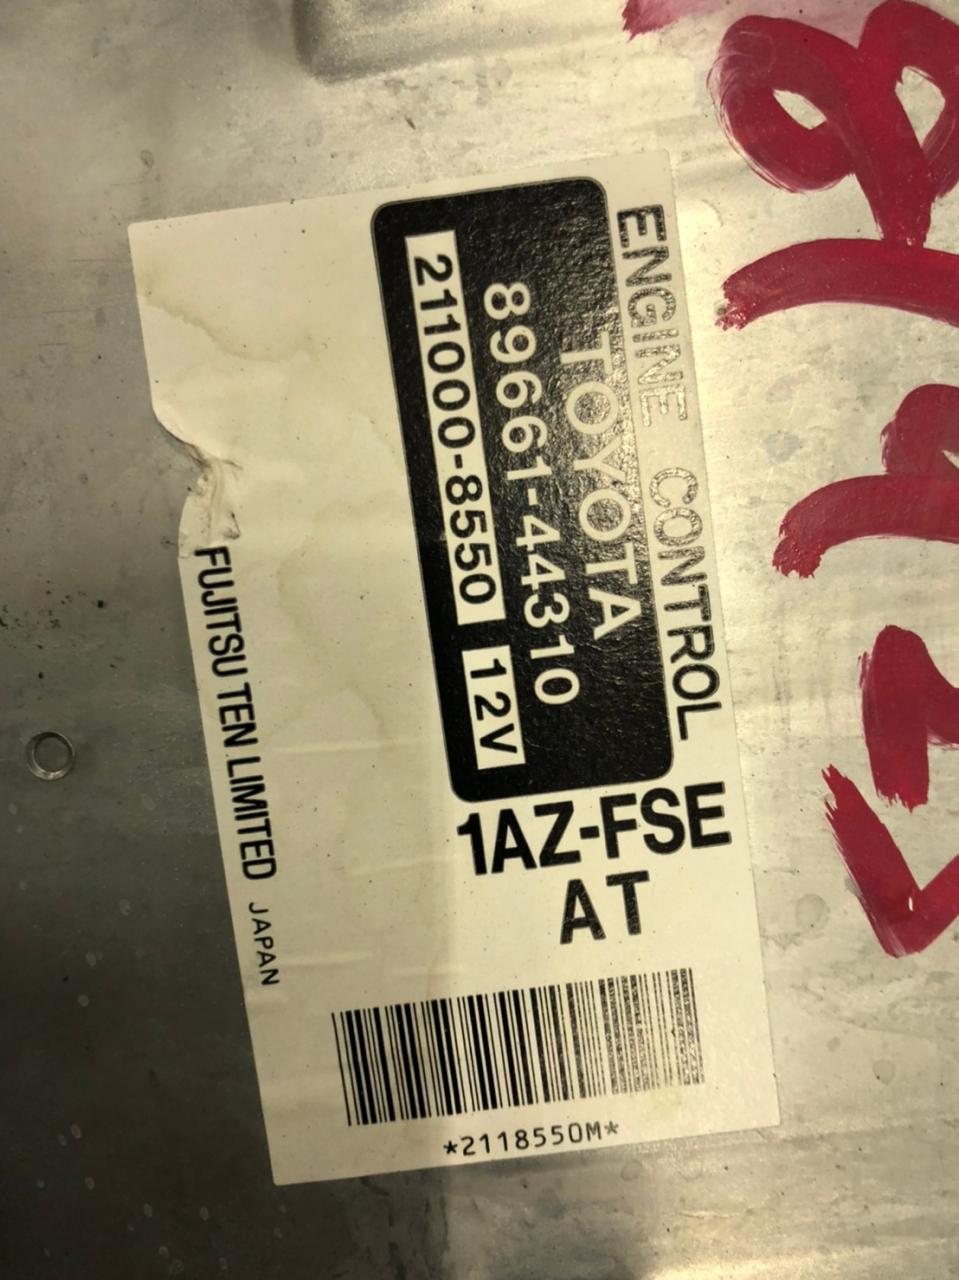 ENGINE CONTROL
TOYOTA
89661-44310
211000-8550 12V
1AZ-FSE
AT
FUJITSU TEN LIMITED JAPAN
*2118550M*